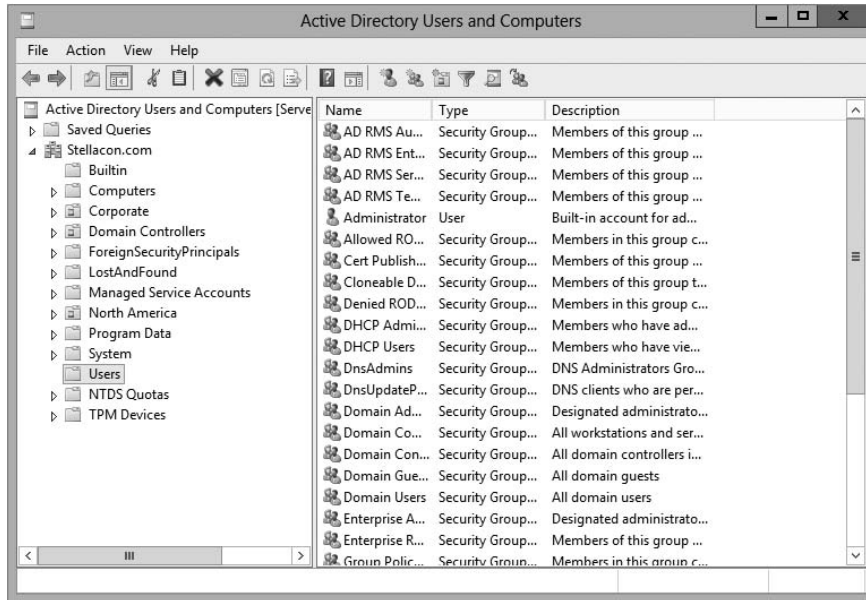 Active Directory Users and Computers
File Action View Help
Active Directory Users and Computers [Serve
Saved Queries
Stellacon.com
Builtin
Computers
Corporate
Domain Controllers
ForeignSecurityPrincipals
LostAndFound
Managed Service Accounts
North America
Program Data
System
Users
NTDS Quotas
TPM Devices
Name Type Description
AD RMS Au... Security Group... Members of this group ...
AD RMS Ent... Security Group... Members of this group ...
AD RMS Ser... Security Group... Members of this group ...
AD RMS Te... Security Group... Members of this group ...
Administrator User Built-in account for ad...
Allowed RO... Security Group... Members in this group c...
Cert Publish... Security Group... Members of this group ...
Cloneable D... Security Group... Members of this group t...
Denied ROD... Security Group... Members in this group c...
DHCP Admi... Security Group... Members who have ad...
DHCP Users Security Group... Members who have vie...
DnsAdmins Security Group... DNS Administrators Gro...
DnsUpdateP... Security Group... DNS clients who are per...
Domain Ad... Security Group... Designated administrato...
Domain Co... Security Group... All workstations and ser...
Domain Con... Security Group... All domain controllers i...
Domain Gue... Security Group... All domain guests
Domain Users Security Group... All domain users
Enterprise A... Security Group... Designated administrato...
Enterprise R... Security Group... Members of this group ...
Group Polic... Security Group... Members in this group c...